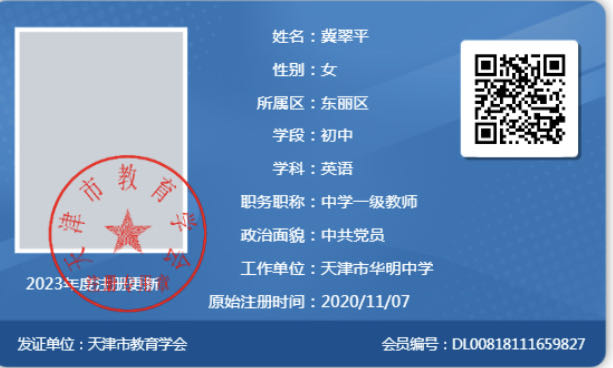 姓名：冀翠平
性别：女
所属区：东丽区
学段：初中
学科：英语
职务职称：中学一级教师
政治面貌：中共党员
工作单位：天津市华明中学
原始注册时间：2020/11/07
天津市教育学会
2023年度注册更新
发证单位：天津市教育学会
会员编号：DL00818111659827